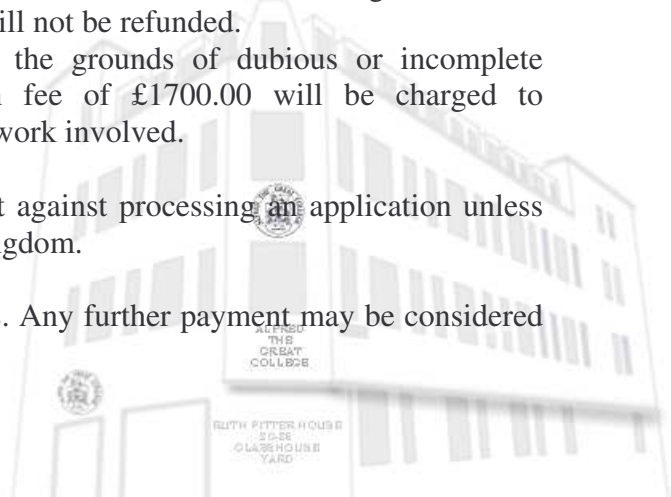 ill not be refunded.
the grounds of dubious or incomplete
fee of £1700.00 will be charged to
work involved.
t against processing an application unless
gdom.
. Any further payment may be considered
ALFRED
THE
GREAT
COLLEGE
RUTH PITTER HOUSE
20-26
GLASSHOUSE
YARD